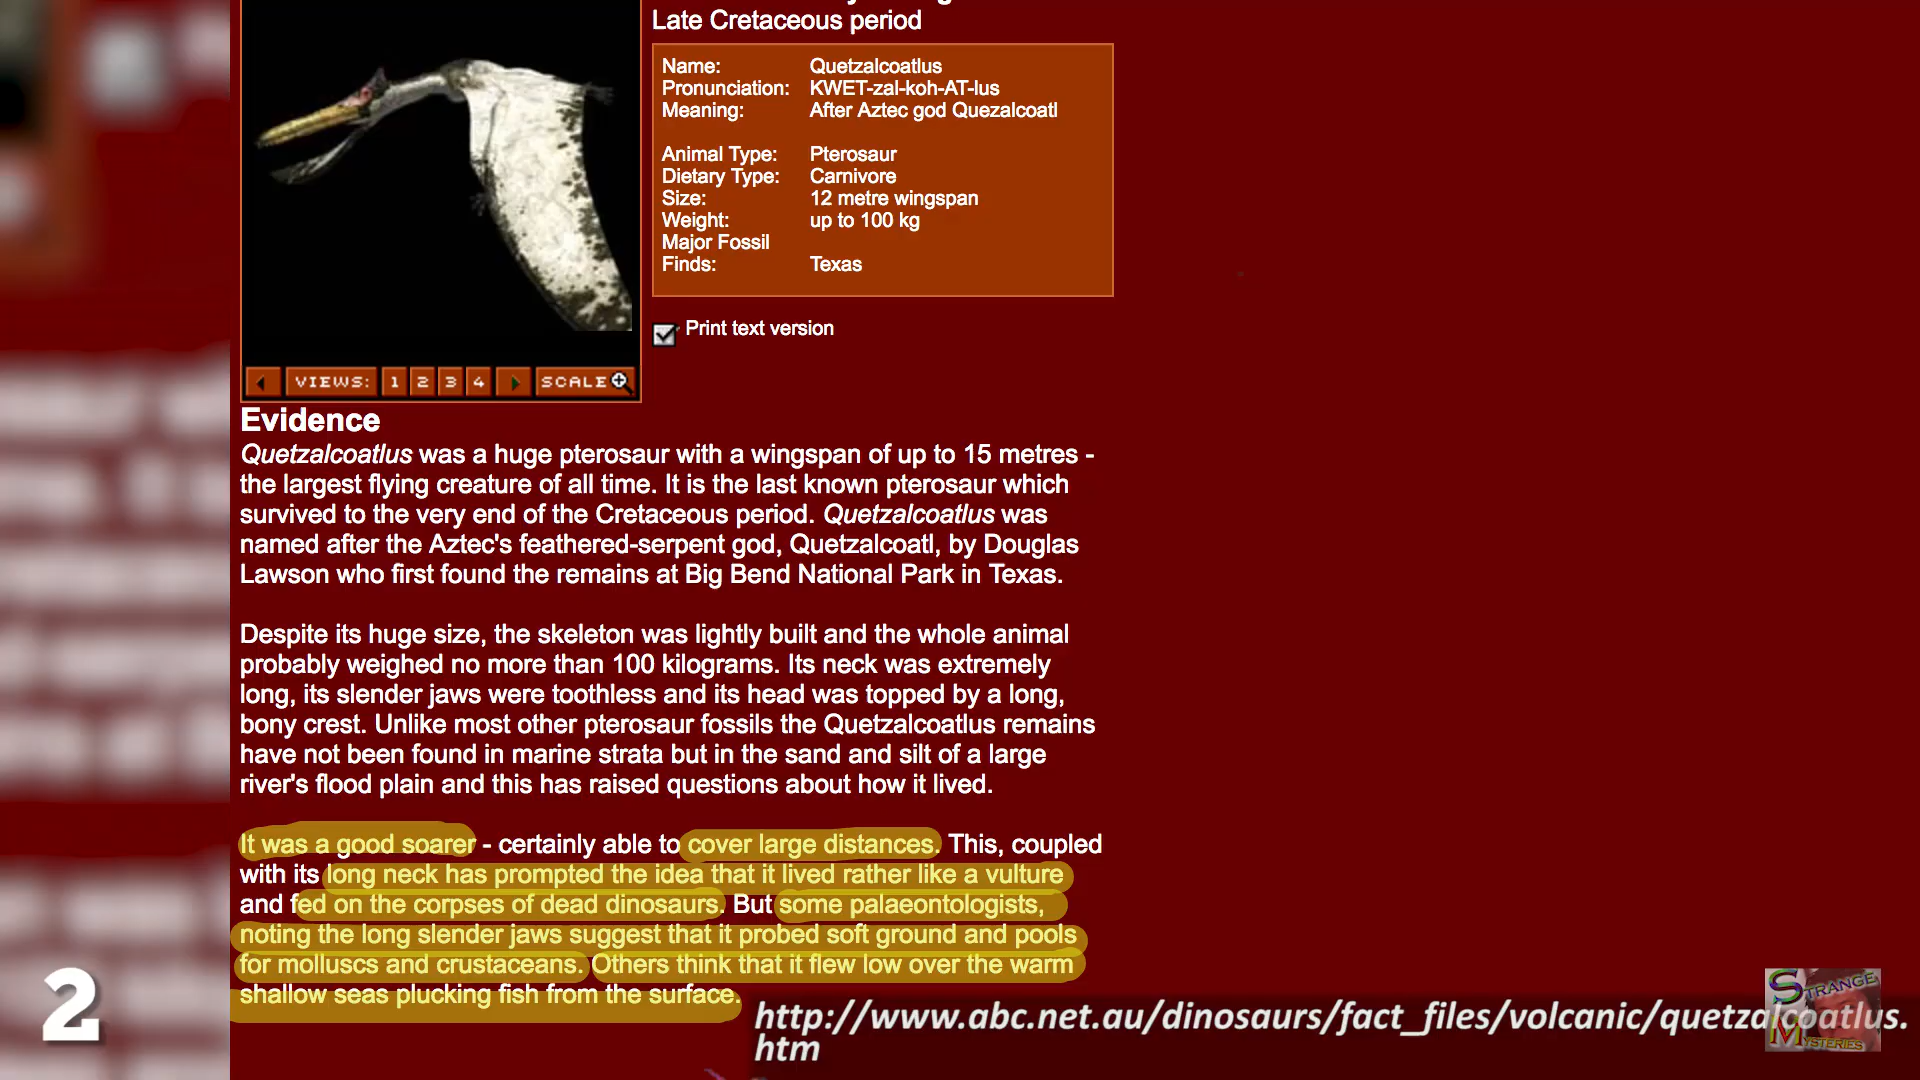 Late Cretaceous period
Name: Quetzalcoatlus
Pronunciation: KWET-zal-koh-AT-lus
Meaning: After Aztec god Quezalcoatl
Animal Type: Pterosaur
Dietary Type: Carnivore
Size: 12 metre wingspan
Weight: up to 100 kg
Major Fossil
Finds: Texas
Print text version
VIEWS: 1 2 3 4 SCALE
Evidence
Quetzalcoatlus was a huge pterosaur with a wingspan of up to 15 metres -
the largest flying creature of all time. It is the last known pterosaur which
survived to the very end of the Cretaceous period. Quetzalcoatlus was
named after the Aztec's feathered-serpent god, Quetzalcoatl, by Douglas
Lawson who first found the remains at Big Bend National Park in Texas.
Despite its huge size, the skeleton was lightly built and the whole animal
probably weighed no more than 100 kilograms. Its neck was extremely
long, its slender jaws were toothless and its head was topped by a long,
bony crest. Unlike most other pterosaur fossils the Quetzalcoatlus remains
have not been found in marine strata but in the sand and silt of a large
river's flood plain and this has raised questions about how it lived.
It was a good soarer - certainly able to cover large distances. This, coupled
with its long neck has prompted the idea that it lived rather like a vulture
and fed on the corpses of dead dinosaurs. But some palaeontologists,
noting the long slender jaws suggest that it probed soft ground and pools
for molluscs and crustaceans. Others think that it flew low over the warm
shallow seas plucking fish from the surface.
2
http://www.abc.net.au/dinosaurs/fact_files/volcanic/quetzalcoatlus.
htm
STRANGE
MYSTERIES